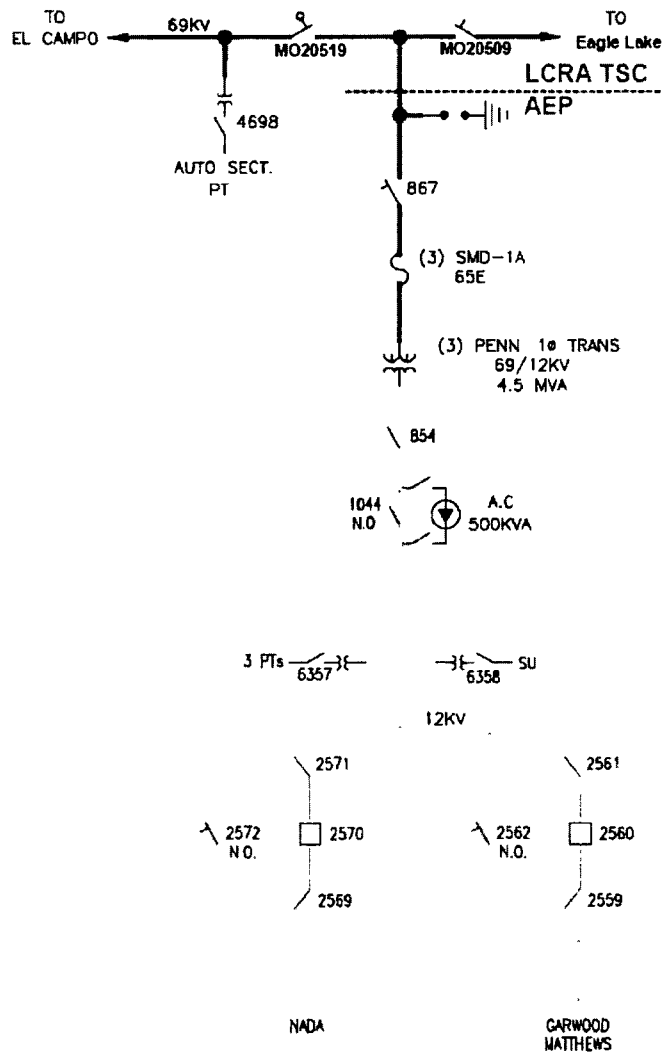 TO
EL CAMPO
69KV
MO20519
MO20509
TO
Eagle Lake
LCRA TSC
AEP
4698
AUTO SECT.
PT
867
(3) SMD-1A
65E
(3) PENN 1ø TRANS
69/12KV
4.5 MVA
854
1044
N.O
A.C
500KVA
3 PTs
6357
6358
SU
12KV
2571
2561
2572
N.O.
2570
2562
N.O.
2560
2569
2559
NADA
GARWOOD
MATTHEWS